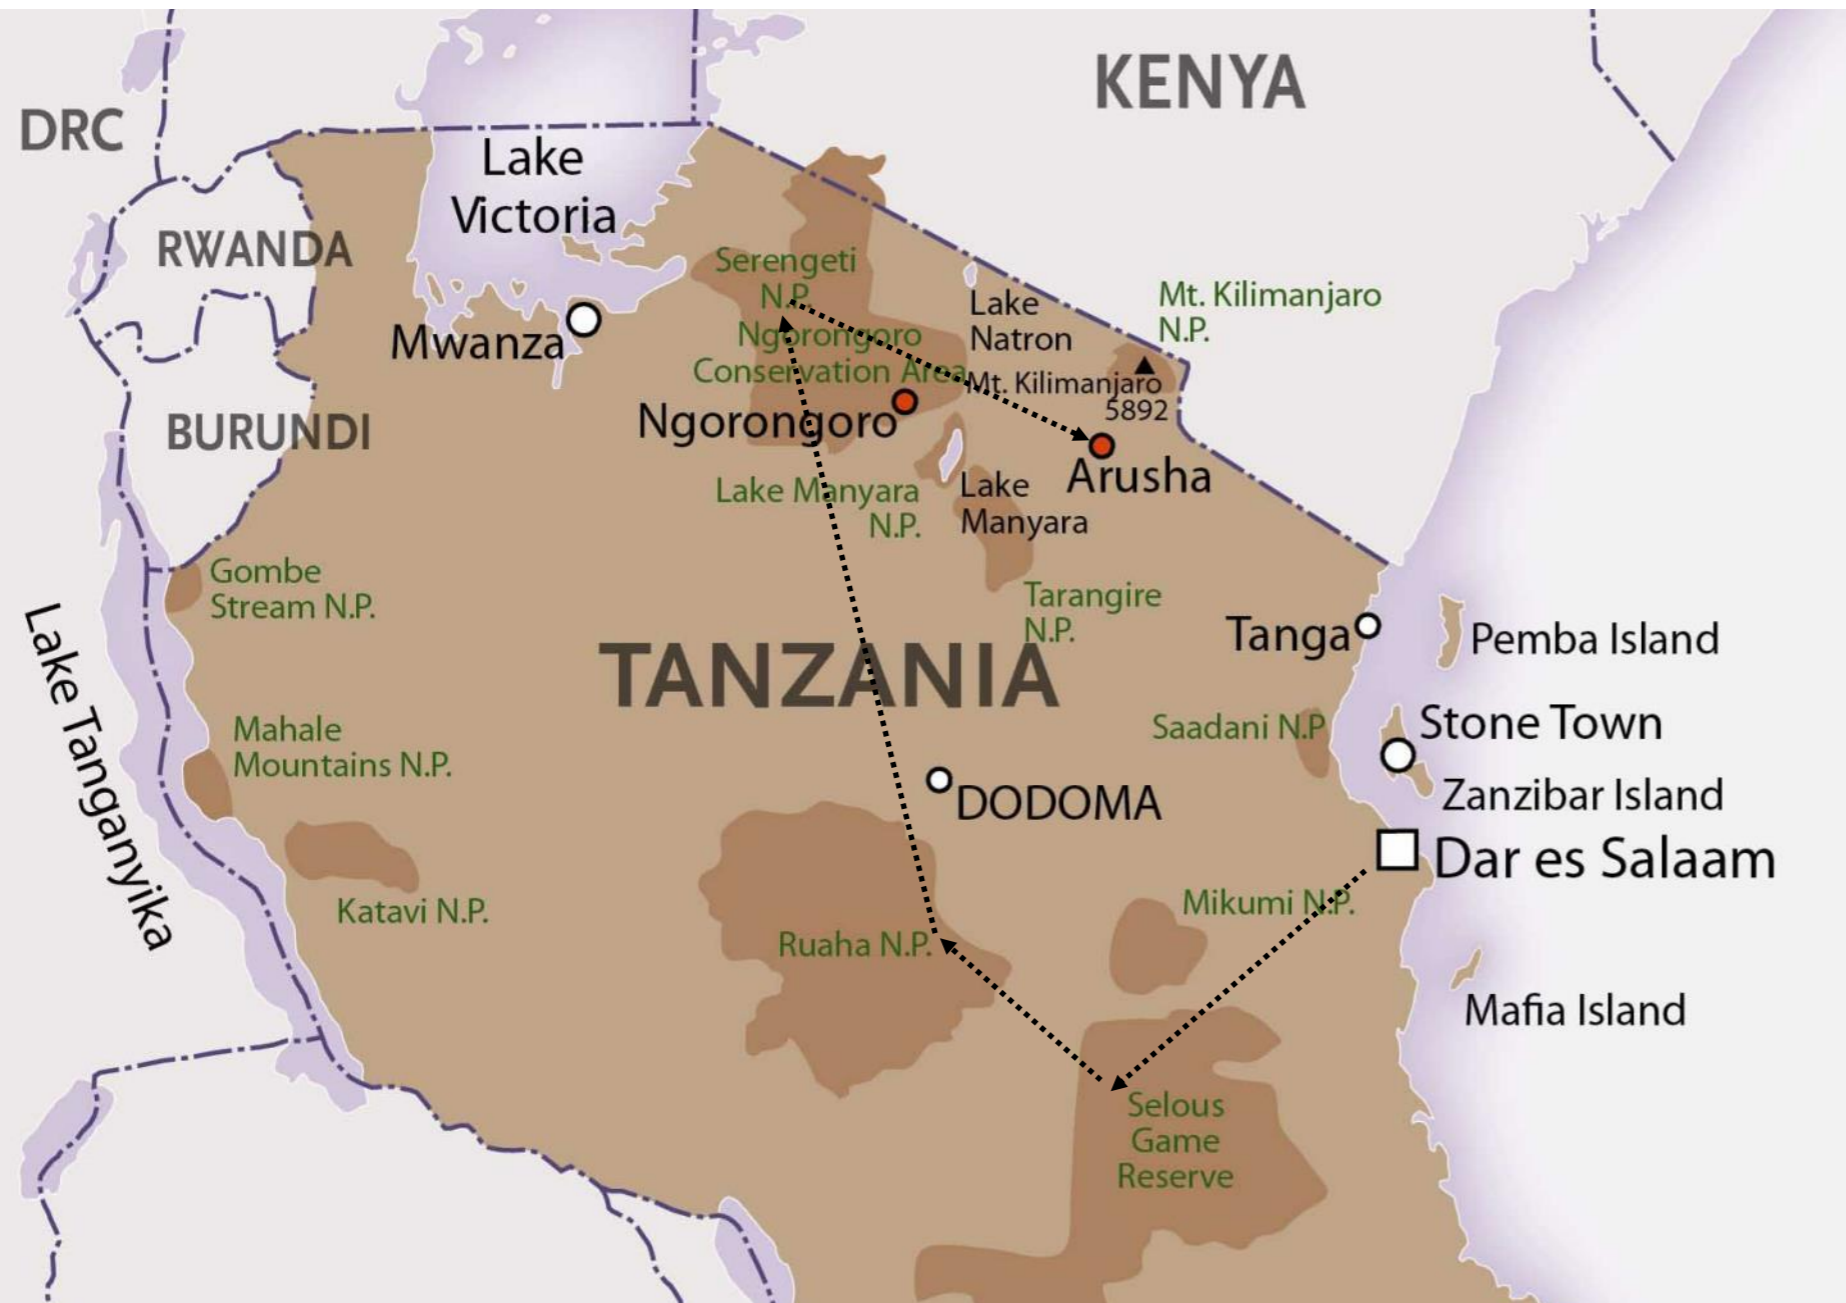 KENYA
DRC
Lake
Victoria
RWANDA
Serengeti
N.P.
Mt. Kilimanjaro
N.P.
Lake
Natron
Mwanza
Ngorongoro
Conservation Area
Mt. Kilimanjaro
5892
Ngorongoro
BURUNDI
Arusha
Lake Manyara
N.P.
Lake
Manyara
Gombe
Stream N.P.
Tarangire
N.P.
Tanga
Pemba Island
TANZANIA
Lake Tanganyika
Mahale
Mountains N.P.
Saadani N.P
Stone Town
Zanzibar Island
DODOMA
Dar es Salaam
Katavi N.P.
Mikumi N.P.
Ruaha N.P.
Mafia Island
Selous
Game
Reserve